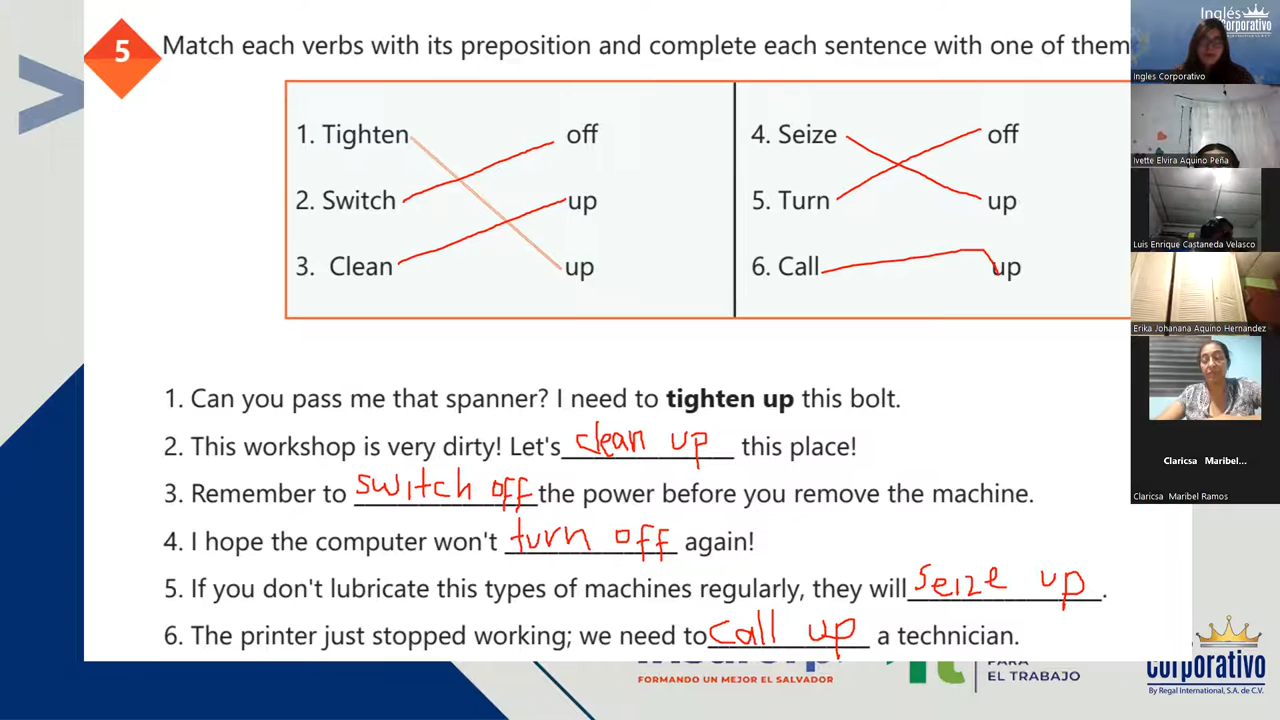 5 Match each verbs with its preposition and complete each sentence with one of them
Inglés
Corporativo
Ingles Corporativo
1. Tighten off
2. Switch up
3. Clean up
4. Seize off
5. Turn up
6. Call up
Ivette Elvira Aquino Peña
Luis Enrique Castaneda Velasco
Erika Johanana Aquino Hernandez
Claricsa Maribel...
Claricsa Maribel Ramos
1. Can you pass me that spanner? I need to tighten up this bolt.
2. This workshop is very dirty! Let's clean up this place!
3. Remember to switch off the power before you remove the machine.
4. I hope the computer won't turn off again!
5. If you don't lubricate this types of machines regularly, they will seize up.
6. The printer just stopped working; we need to call up a technician.
FORMANDO UN MEJOR EL SALVADOR
PARA
EL TRABAJO
Corporativo
By Regal International, S.A. de C.V.